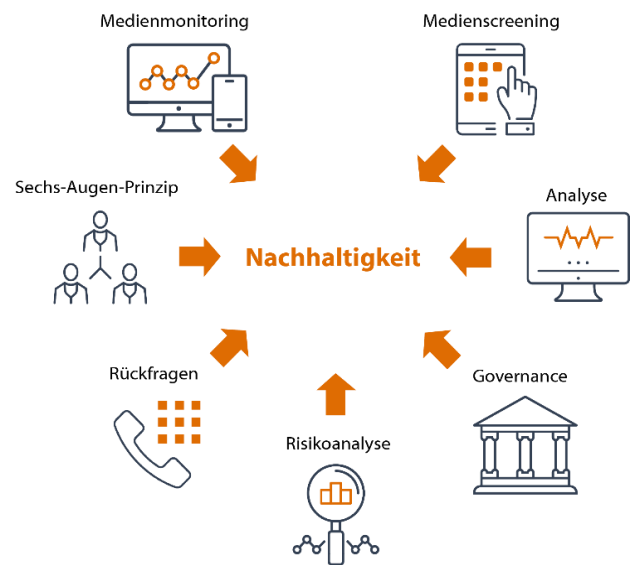 Medienmonitoring
Medienscreening
Sechs-Augen-Prinzip
Analyse
Nachhaltigkeit
Rückfragen
Governance
Risikoanalyse